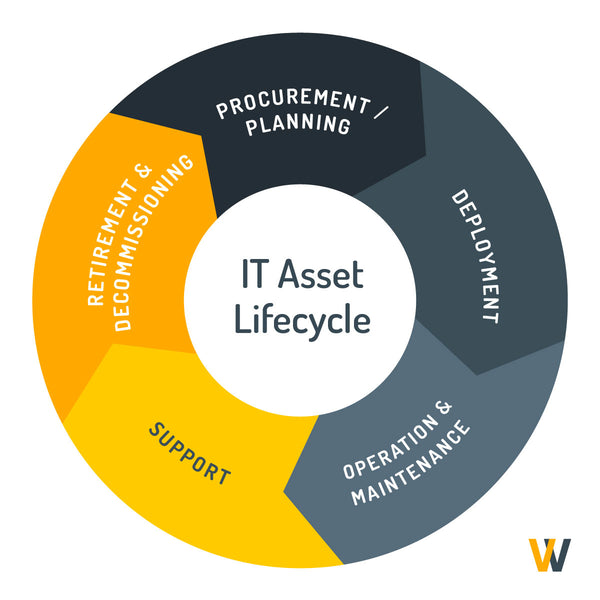 PROCUREMENT /
PLANNING
DEPLOYMENT
OPERATION &
MAINTENANCE
SUPPORT
RETIREMENT &
DECOMMISSIONING
IT Asset
Lifecycle
W